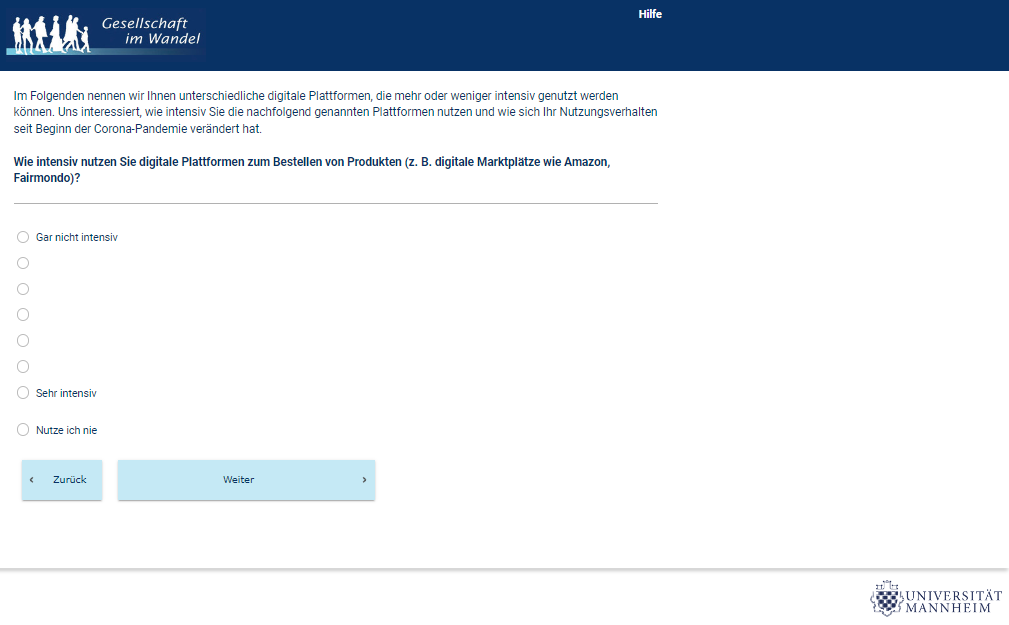 Gesellschaft
im Wandel
Hilfe
Im Folgenden nennen wir Ihnen unterschiedliche digitale Plattformen, die mehr oder weniger intensiv genutzt werden
können. Uns interessiert, wie intensiv Sie die nachfolgend genannten Plattformen nutzen und wie sich Ihr Nutzungsverhalten
seit Beginn der Corona-Pandemie verändert hat.
Wie intensiv nutzen Sie digitale Plattformen zum Bestellen von Produkten (z. B. digitale Marktplätze wie Amazon,
Fairmondo)?
Gar nicht intensiv
Sehr intensiv
Nutze ich nie
‹ Zurück
Weiter ›
UNIVERSITÄT
MANNHEIM